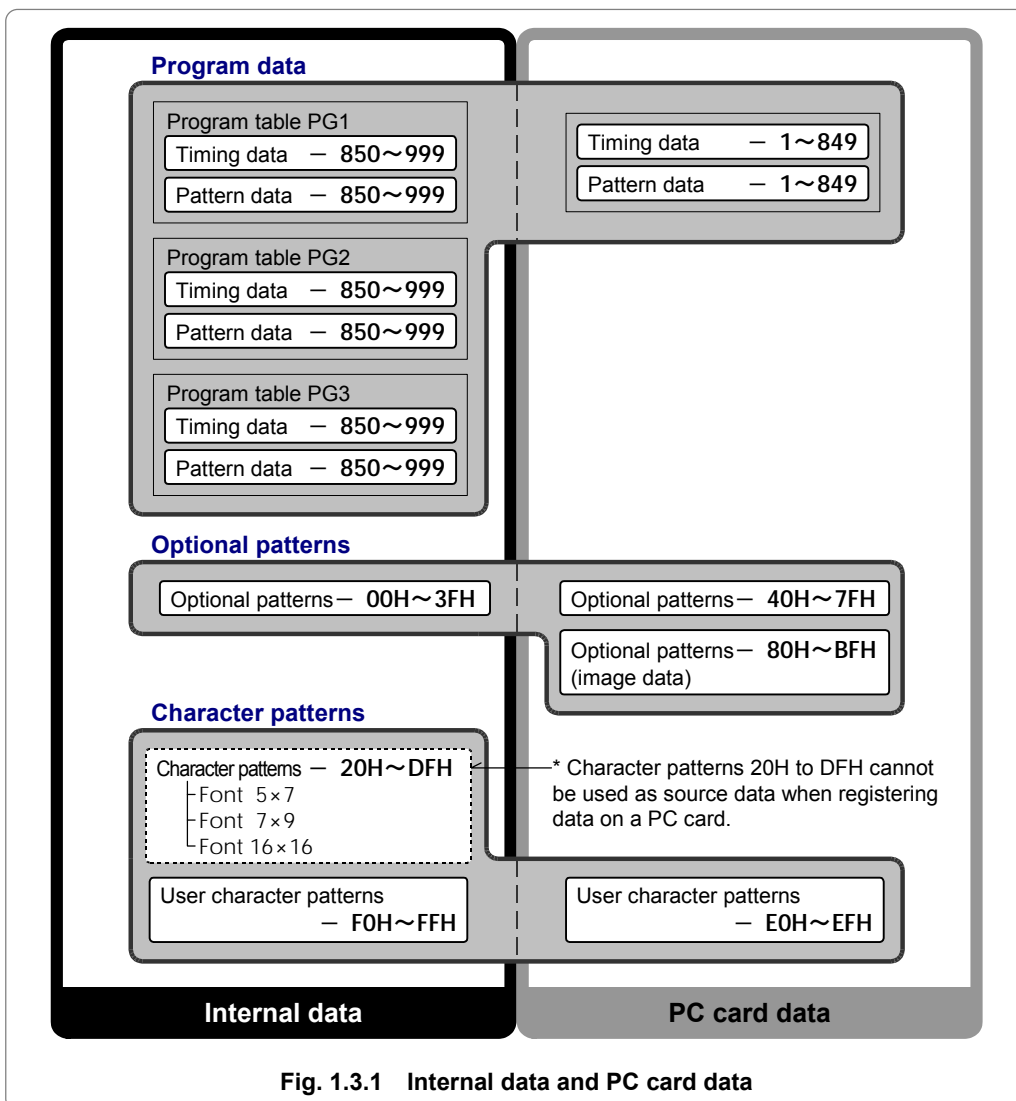 Program data
Program table PG1
Timing data － 850～999
Pattern data － 850～999
Timing data － 1～849
Pattern data － 1～849
Program table PG2
Timing data － 850～999
Pattern data － 850～999
Program table PG3
Timing data － 850～999
Pattern data － 850～999
Optional patterns
Optional patterns－ 00H～3FH
Optional patterns－ 40H～7FH
Optional patterns－ 80H～BFH
(image data)
Character patterns
Character patterns － 20H～DFH
Font 5×7
Font 7×9
Font 16×16
* Character patterns 20H to DFH cannot
be used as source data when registering
data on a PC card.
User character patterns
－ F0H～FFH
User character patterns
－ E0H～EFH
Internal data
PC card data
Fig. 1.3.1 Internal data and PC card data